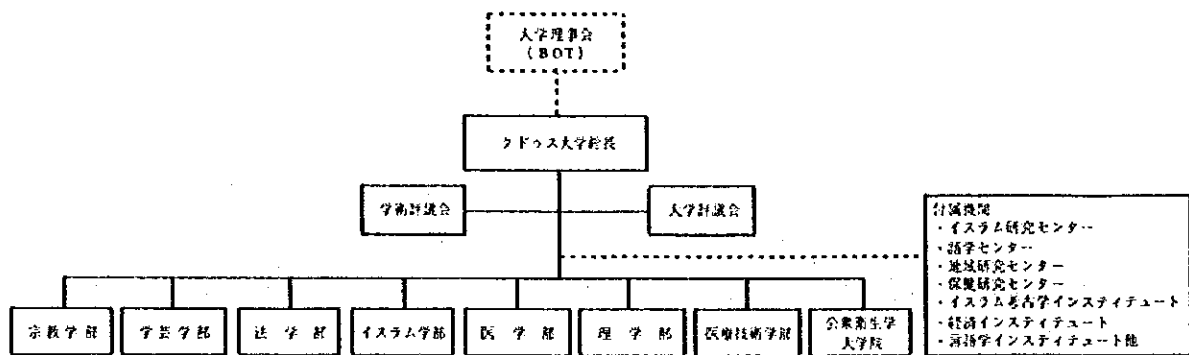 大学理事会
(BOT)
クドゥス大学総長
学術評議会
大学評議会
付属機関
・イスラム研究センター
・語学センター
・地域研究センター
・保健研究センター
・イスラム考古学インスティテュート
・経済インスティテュート
・言語学インスティテュート他
宗教学部
学芸学部
法学部
イスラム学部
医学部
理学部
医療技術学部
公衆衛生学
大学院